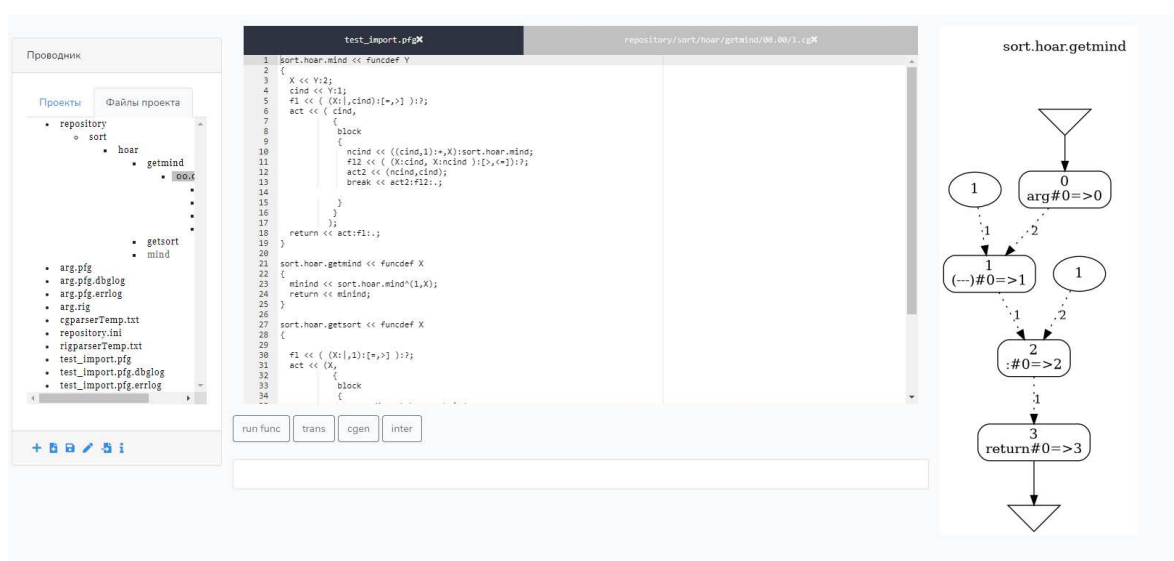 Проводник
Проекты Файлы проекта
repository
sort
hoar
getmind
getsort
mind
arg.pfg
arg.pfg.dbglog
arg.pfg.errlog
arg.rig
cgparserTemp.txt
repository.ini
rigparserTemp.txt
test_import.pfg
test_import.pfg.dbglog
test_import.pfg.errlog
test_import.pfg✖ repository/sort/hoar/getmind/00.00/1.cg✖
1 sort.hoar.mind << funcdef Y
2 {
3 X << Y:2;
4 cind << Y:1;
5 fl << ( (X:|,cind):[=,>] ):?;
6 act << ( cind,
7 {
8 block
9 {
10 ncind << ((cind,1):+,X):sort.hoar.mind;
11 fl2 << ( (X:cind, X:ncind ):[>,<=]):?;
12 act2 << (ncind,cind);
13 break << act2:fl2:.;
14
15 }
16 }
17 );
18 return << act:fl:.;
19 }
20
21 sort.hoar.getmind << funcdef X
22 {
23 minind << sort.hoar.mind^(1,X);
24 return << minind;
25 }
26
27 sort.hoar.getsort << funcdef X
28 {
29
30 fl << ( (X:|,1):[=,>] ):?;
31 act << (X,
32 {
33 block
34 {
run func trans cgen inter
sort.hoar.getmind
0
1 arg#0=>0
1 2
1
(---)#0=>1 1
1 2
2
:#0=>2
1
3
return#0=>3